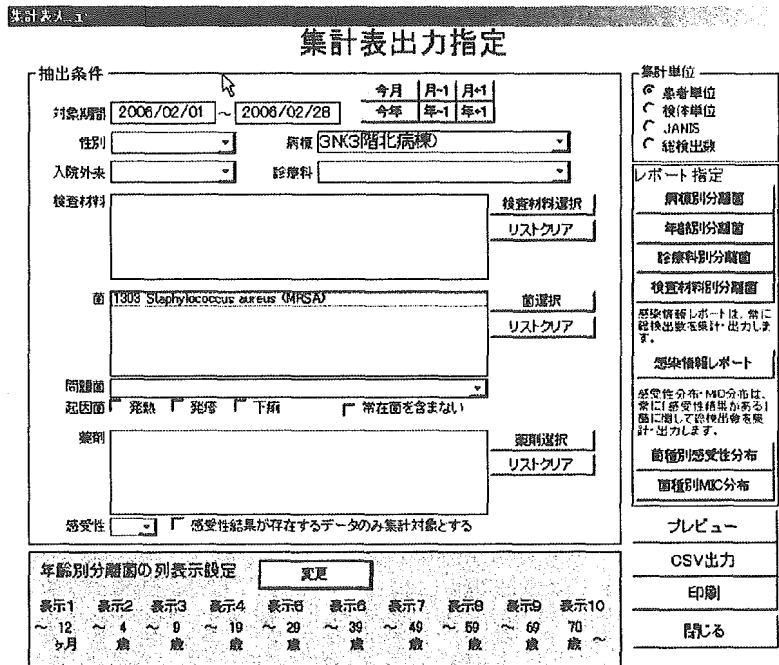 集計表メニュー
集計表出力指定
抽出条件
今月 月-1 月+1
対象期間 2006/02/01 ～ 2006/02/28 今年 年-1 年+1
性別 病棟 3N(3階北病棟)
入院外来 診療科
検査材料 検査材料選択
リストクリア
菌 1303 Staphylococcus aureus (MRSA) 菌選択
リストクリア
問題菌
起因菌 発熱 発疹 下痢 常在菌を含まない
薬剤 薬剤選択
リストクリア
感受性 感受性結果が存在するデータのみ集計対象とする
集計単位
患者単位
検体単位
JANIS
総検出数
レポート指定
病棟別分離菌
年齢別分離菌
診療科別分離菌
検査材料別分離菌
感染情報レポートは、常に
総検出数を集計・出力しま
す。
感染情報レポート
感受性分布・MIC分布は、
常に「感受性結果がある」
菌に関して総検出数を集
計・出力します。
菌種別感受性分布
菌種別MIC分布
プレビュー
CSV出力
印刷
閉じる
年齢別分離菌の列表示設定 変更
表示1 表示2 表示3 表示4 表示5 表示6 表示7 表示8 表示9 表示10
～ 12 ～ 4 ～ 9 ～ 19 ～ 29 ～ 39 ～ 49 ～ 59 ～ 69 70 ～
ヶ月 歳 歳 歳 歳 歳 歳 歳 歳 歳